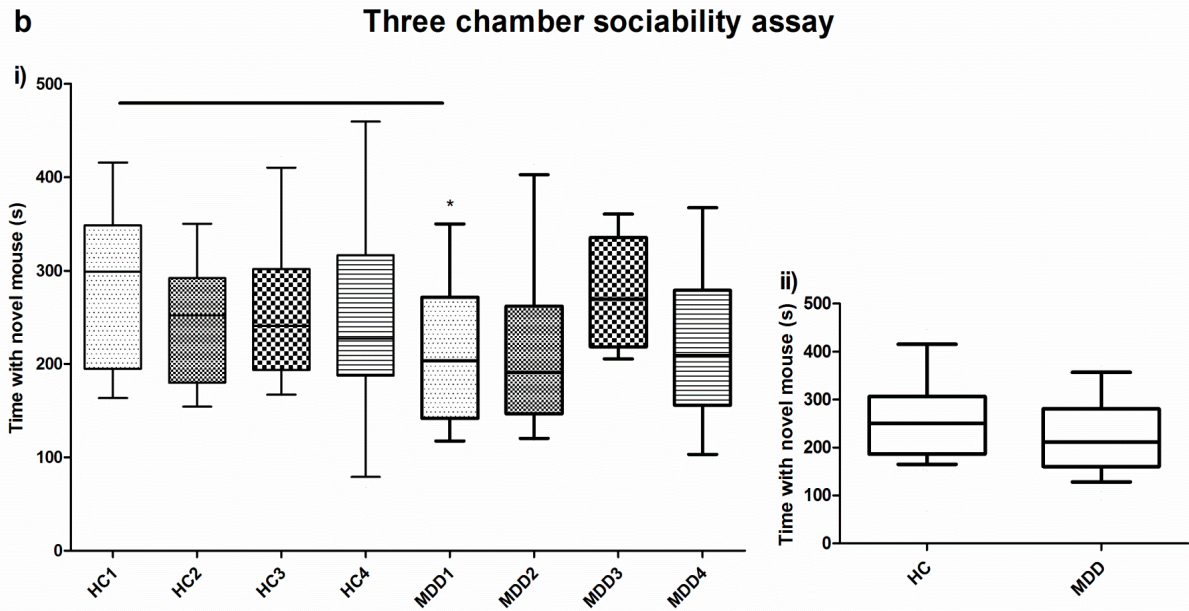 b
Three chamber sociability assay
i)
Time with novel mouse (s)
500
400
300
200
100
0
*
HC1 HC2 HC3 HC4 MDD1 MDD2 MDD3 MDD4
ii)
Time with novel mouse (s)
500
400
300
200
100
0
HC MDD